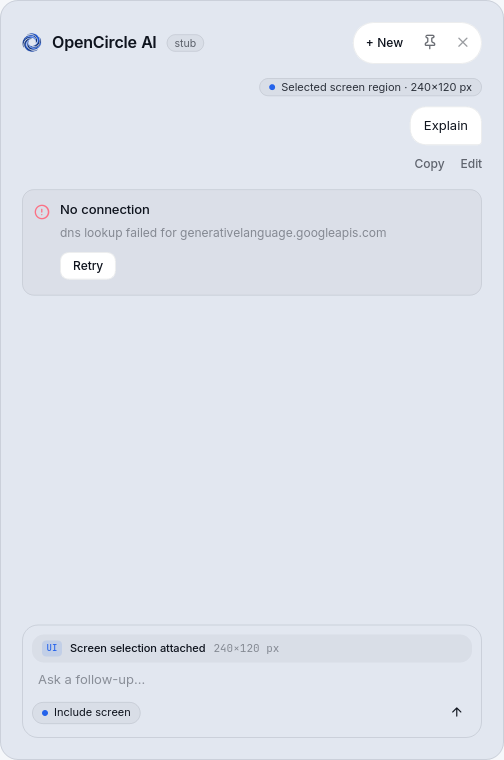 OpenCircle AI stub + New
Selected screen region · 240×120 px
Explain
Copy Edit
No connection
dns lookup failed for generativelanguage.googleapis.com
Retry
UI Screen selection attached 240×120 px
Ask a follow-up...
Include screen